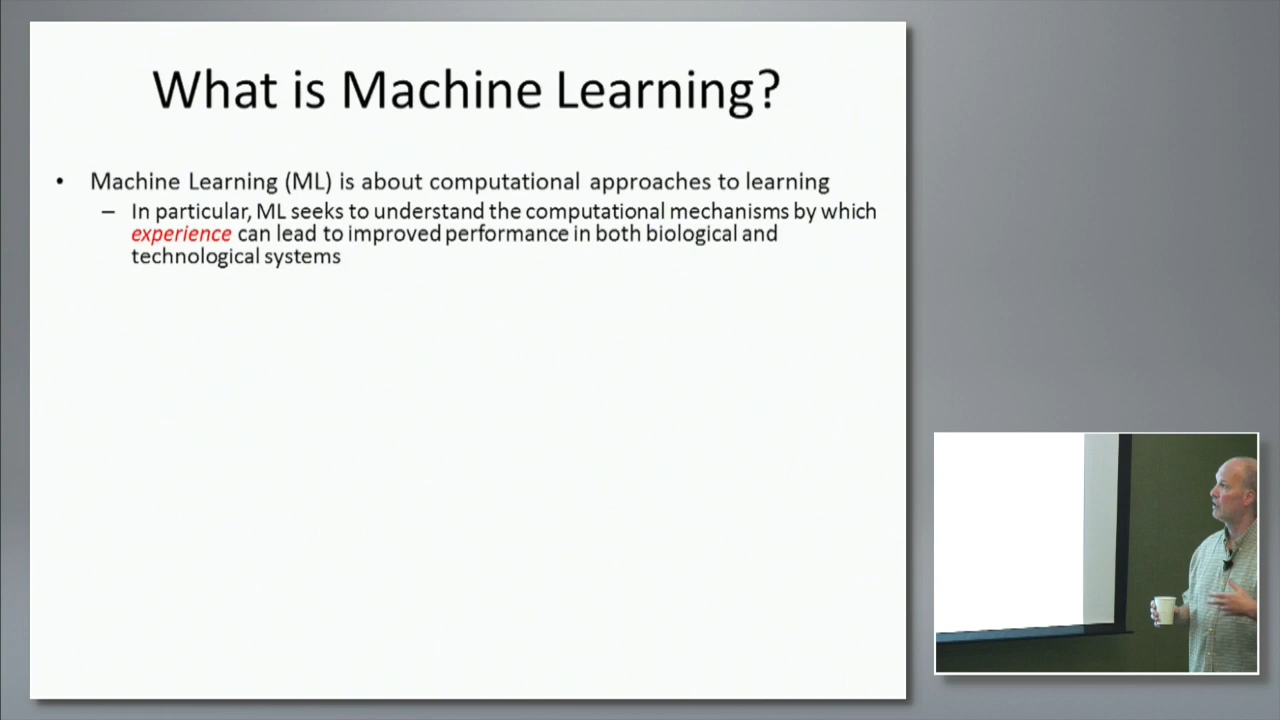 What is Machine Learning?
• Machine Learning (ML) is about computational approaches to learning
– In particular, ML seeks to understand the computational mechanisms by which
experience can lead to improved performance in both biological and
technological systems